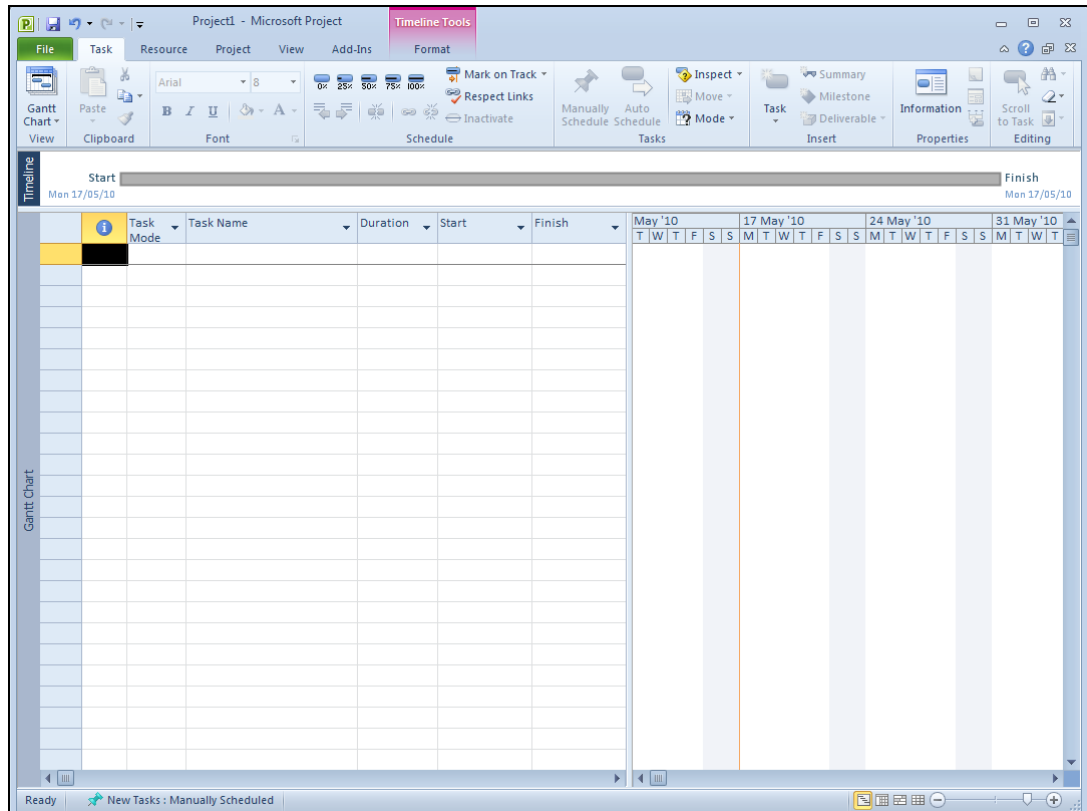 Project1 - Microsoft Project
Timeline Tools
File Task Resource Project View Add-Ins Format
Gantt Chart
View
Paste
Clipboard
Arial 8
B I U A
Font
0% 25% 50% 75% 100%
Mark on Track
Respect Links
Inactivate
Schedule
Manually Schedule
Auto Schedule
Inspect
Move
Mode
Tasks
Task
Summary
Milestone
Deliverable
Insert
Information
Properties
Scroll to Task
Editing
Timeline
Start
Mon 17/05/10
Finish
Mon 17/05/10
Task Mode Task Name Duration Start Finish
May '10 17 May '10 24 May '10 31 May '10
T W T F S S M T W T F S S M T W T F S S M T W T
Gantt Chart
Ready New Tasks : Manually Scheduled